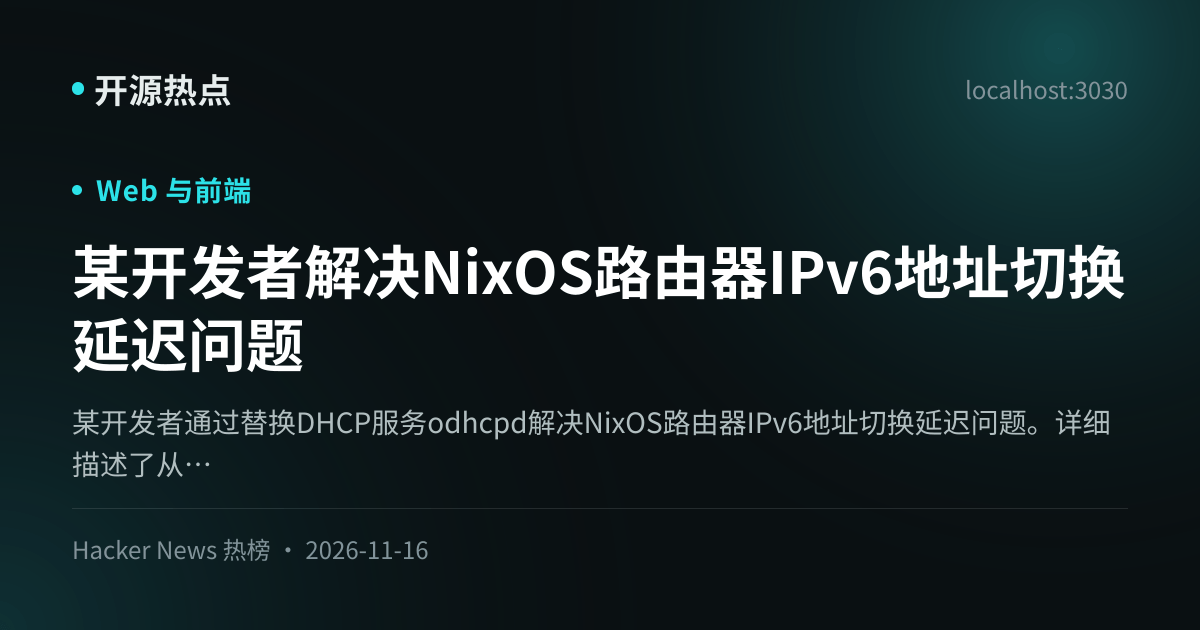 开源热点
localhost:3030
Web 与前端
某开发者解决NixOS路由器IPv6地址切换
延迟问题
某开发者通过替换DHCP服务odhcpd解决NixOS路由器IPv6地址切换延迟问题。详细
描述了从…
Hacker News 热榜 · 2026-11-16